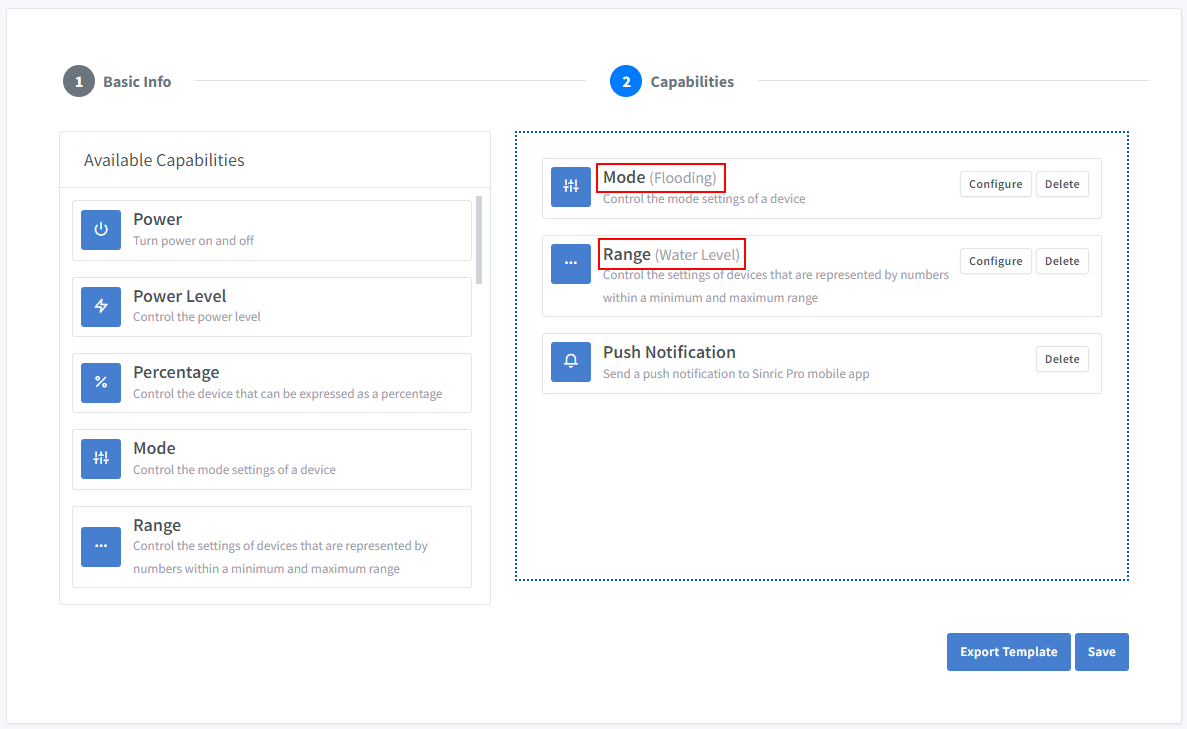 1 Basic Info
2 Capabilities
Available Capabilities
Power
Turn power on and off
Power Level
Control the power level
Percentage
Control the device that can be expressed as a percentage
Mode
Control the mode settings of a device
Range
Control the settings of devices that are represented by
numbers within a minimum and maximum range
Mode (Flooding)
Control the mode settings of a device
Configure
Delete
Range (Water Level)
Control the settings of devices that are represented by numbers
within a minimum and maximum range
Configure
Delete
Push Notification
Send a push notification to Sinric Pro mobile app
Delete
Export Template
Save